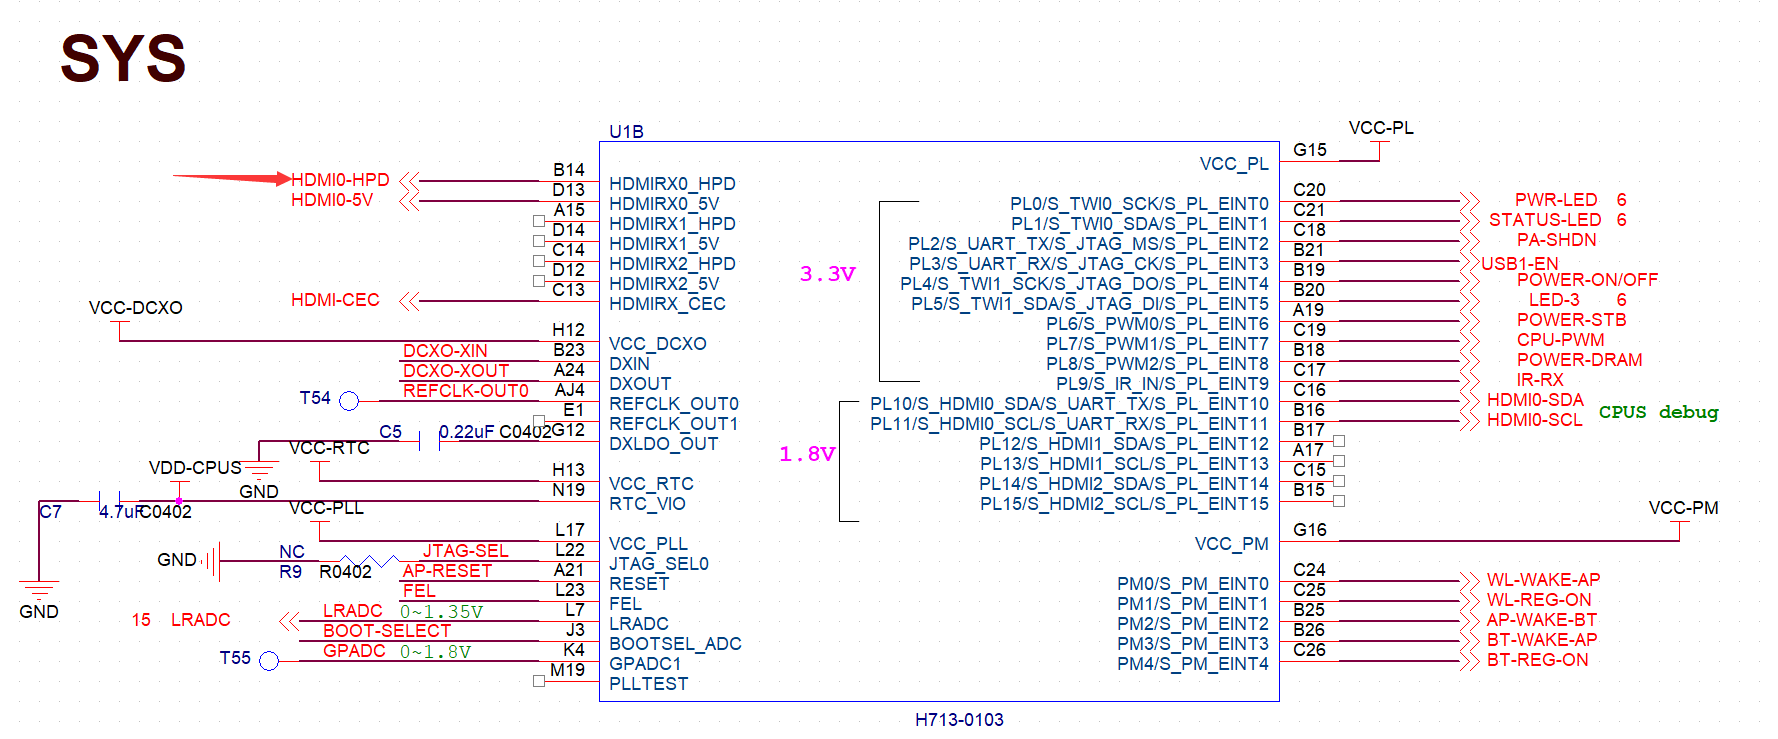 SYS
U1B
VCC-PL
G15
VCC_PL
HDMI0-HPD
B14
HDMIRX0_HPD
HDMI0-5V
D13
HDMIRX0_5V
A15
HDMIRX1_HPD
D14
HDMIRX1_5V
C14
HDMIRX2_HPD
D12
HDMIRX2_5V
HDMI-CEC
C13
HDMIRX_CEC
VCC-DCXO
H12
VCC_DCXO
DCXO-XIN
B23
DXIN
DCXO-XOUT
A24
DXOUT
T54
REFCLK-OUT0
AJ4
REFCLK_OUT0
E1
REFCLK_OUT1
C5
0.22uF
C0402
G12
DXLDO_OUT
GND
VCC-RTC
H13
VCC_RTC
VDD-CPUS
N19
RTC_VIO
C7
4.7uF
C0402
GND
VCC-PLL
L17
VCC_PLL
GND
NC
R9
R0402
JTAG-SEL
L22
JTAG_SEL0
AP-RESET
A21
RESET
FEL
L23
FEL
15 LRADC
LRADC 0~1.35V
L7
LRADC
BOOT-SELECT
J3
BOOTSEL_ADC
T55
GPADC 0~1.8V
K4
GPADC1
M19
PLLTEST
3.3V
1.8V
PL0/S_TWI0_SCK/S_PL_EINT0
C20
PWR-LED 6
PL1/S_TWI0_SDA/S_PL_EINT1
C21
STATUS-LED 6
PL2/S_UART_TX/S_JTAG_MS/S_PL_EINT2
C18
PA-SHDN
PL3/S_UART_RX/S_JTAG_CK/S_PL_EINT3
B21
USB1-EN
PL4/S_TWI1_SCK/S_JTAG_DO/S_PL_EINT4
B19
POWER-ON/OFF
PL5/S_TWI1_SDA/S_JTAG_DI/S_PL_EINT5
B20
LED-3 6
PL6/S_PWM0/S_PL_EINT6
A19
POWER-STB
PL7/S_PWM1/S_PL_EINT7
C19
CPU-PWM
PL8/S_PWM2/S_PL_EINT8
B18
POWER-DRAM
PL9/S_IR_IN/S_PL_EINT9
C17
IR-RX
PL10/S_HDMI0_SDA/S_UART_TX/S_PL_EINT10
C16
HDMI0-SDA
PL11/S_HDMI0_SCL/S_UART_RX/S_PL_EINT11
B16
HDMI0-SCL
CPUS debug
PL12/S_HDMI1_SDA/S_PL_EINT12
B17
PL13/S_HDMI1_SCL/S_PL_EINT13
A17
PL14/S_HDMI2_SDA/S_PL_EINT14
C15
PL15/S_HDMI2_SCL/S_PL_EINT15
B15
VCC-PM
G16
VCC_PM
PM0/S_PM_EINT0
C24
WL-WAKE-AP
PM1/S_PM_EINT1
C25
WL-REG-ON
PM2/S_PM_EINT2
B25
AP-WAKE-BT
PM3/S_PM_EINT3
B26
BT-WAKE-AP
PM4/S_PM_EINT4
C26
BT-REG-ON
H713-0103